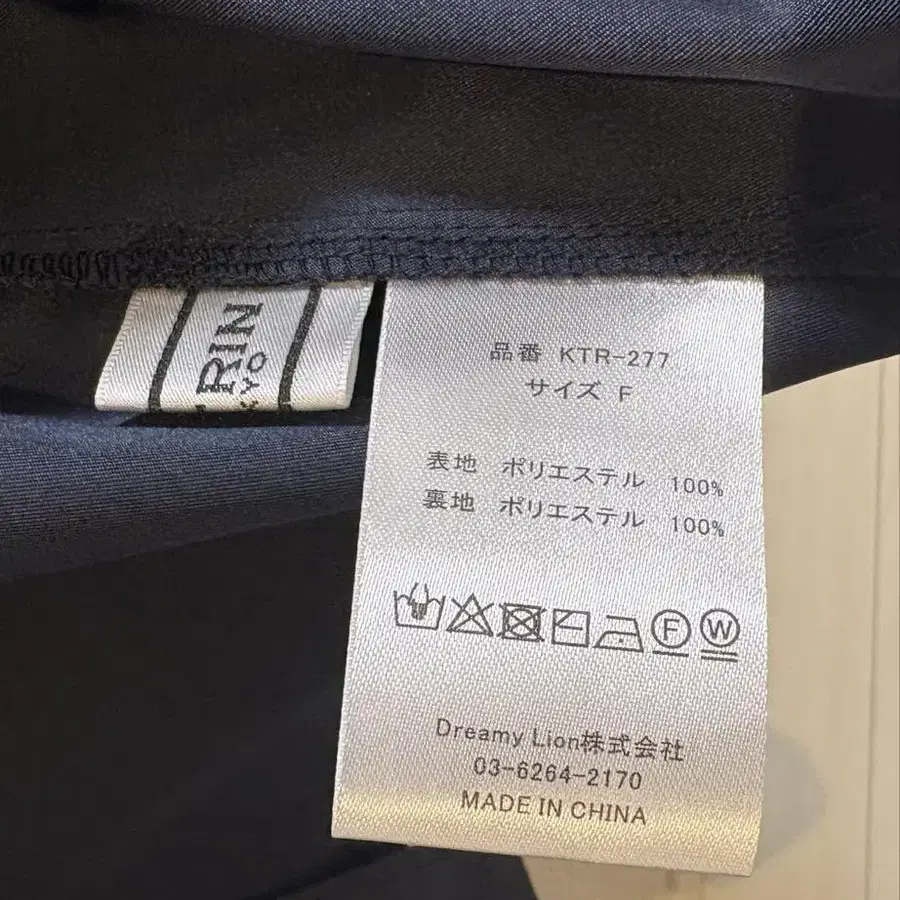 RIN
品番 KTR-277
サイズ F
表地 ポリエステル 100%
裏地 ポリエステル 100%
F W
Dreamy Lion株式会社
03-6264-2170
MADE IN CHINA